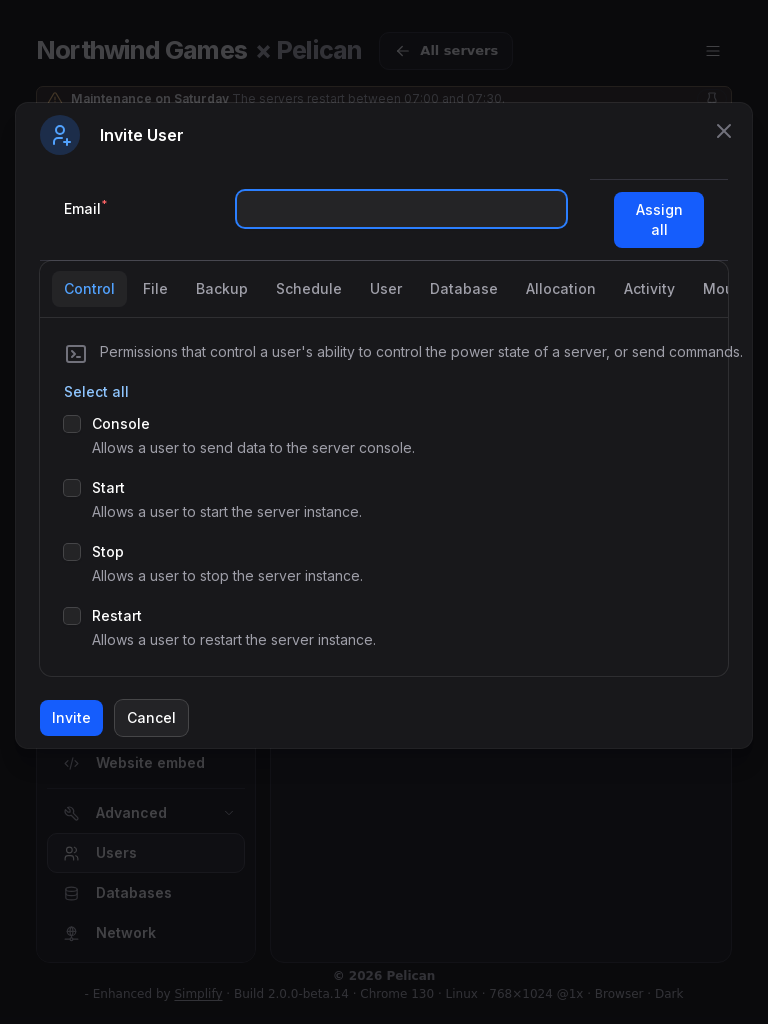 Northwind Games × Pelican
All servers
Maintenance on Saturday The servers restart between 07:00 and 07:30.
Invite User
Email*
Assign
all
Control File Backup Schedule User Database Allocation Activity Mou
Permissions that control a user's ability to control the power state of a server, or send commands.
Select all
Console
Allows a user to send data to the server console.
Start
Allows a user to start the server instance.
Stop
Allows a user to stop the server instance.
Restart
Allows a user to restart the server instance.
Invite Cancel
Website embed
Advanced
Users
Databases
Network
© 2026 Pelican
- Enhanced by Simplify · Build 2.0.0-beta.14 · Chrome 130 · Linux · 768×1024 @1x · Browser · Dark